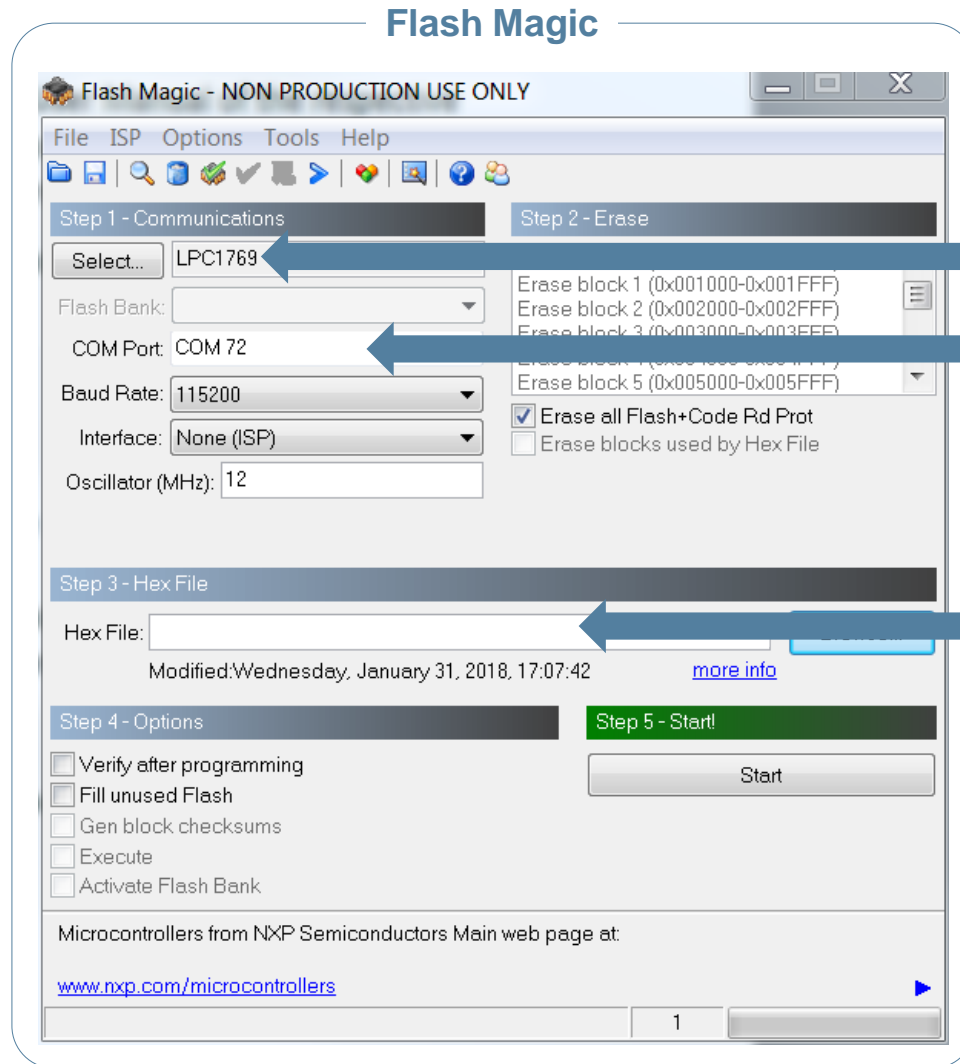 Flash Magic
Flash Magic - NON PRODUCTION USE ONLY
File ISP Options Tools Help
Step 1 - Communications
Select... LPC1769
Flash Bank:
COM Port: COM 72
Baud Rate: 115200
Interface: None (ISP)
Oscillator (MHz): 12
Step 2 - Erase
Erase block 1 (0x001000-0x001FFF)
Erase block 2 (0x002000-0x002FFF)
Erase block 3 (0x003000-0x003FFF)
Erase block 5 (0x005000-0x005FFF)
Erase all Flash+Code Rd Prot
Erase blocks used by Hex File
Step 3 - Hex File
Hex File:
Modified:Wednesday, January 31, 2018, 17:07:42 more info
Step 4 - Options
Verify after programming
Fill unused Flash
Gen block checksums
Execute
Activate Flash Bank
Step 5 - Start!
Start
Microcontrollers from NXP Semiconductors Main web page at:
www.nxp.com/microcontrollers
1